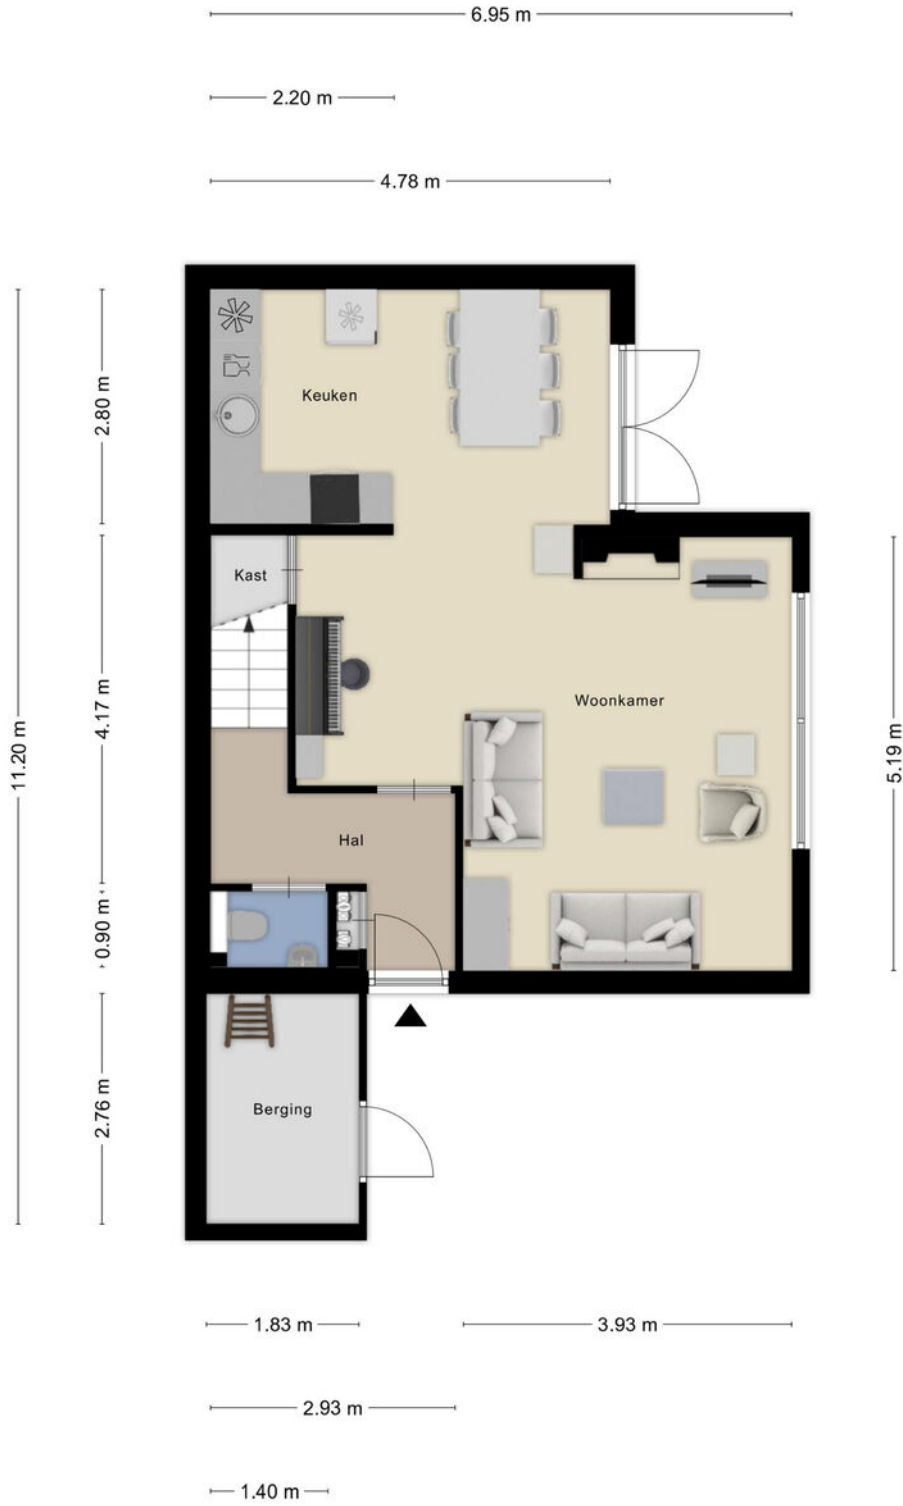 6.95 m
2.20 m
4.78 m
Keuken
2.80 m
Kast
4.17 m
11.20 m
Woonkamer
5.19 m
Hal
0.90 m
Berging
2.76 m
1.83 m
3.93 m
2.93 m
1.40 m